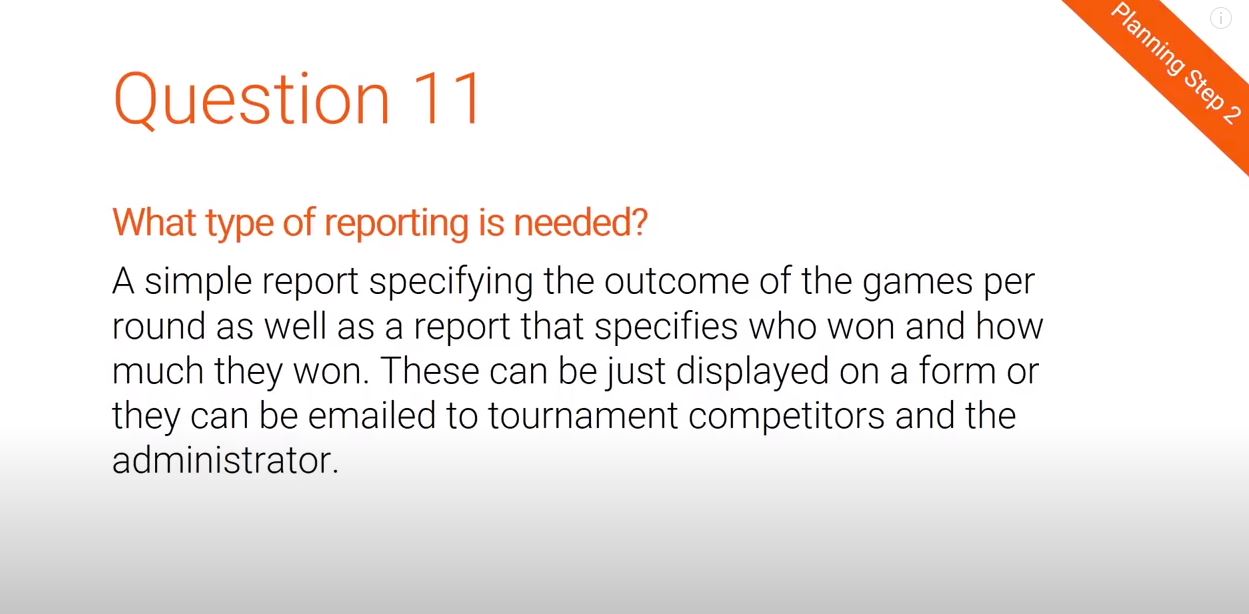 Planning Step 2
Question 11
What type of reporting is needed?
A simple report specifying the outcome of the games per
round as well as a report that specifies who won and how
much they won. These can be just displayed on a form or
they can be emailed to tournament competitors and the
administrator.